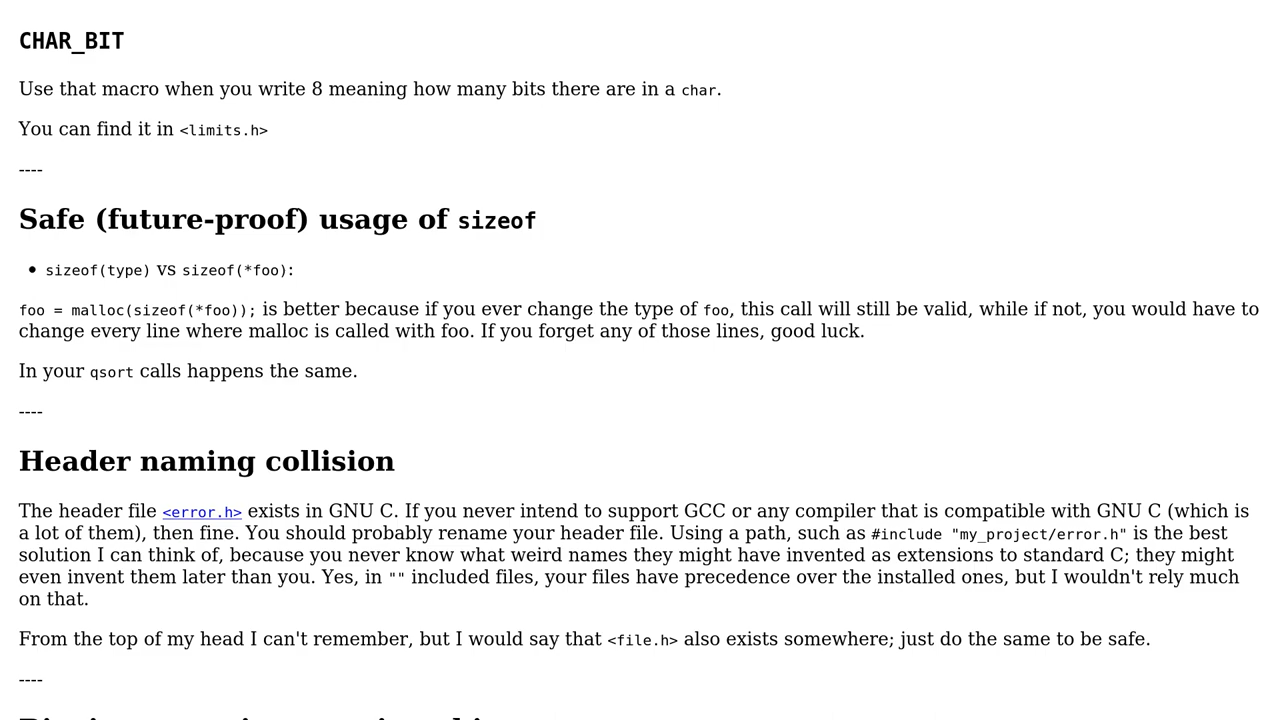 CHAR_BIT
Use that macro when you write 8 meaning how many bits there are in a char.
You can find it in <limits.h>
----
Safe (future-proof) usage of sizeof
• sizeof(type) vs sizeof(*foo):
foo = malloc(sizeof(*foo)); is better because if you ever change the type of foo, this call will still be valid, while if not, you would have to
change every line where malloc is called with foo. If you forget any of those lines, good luck.
In your qsort calls happens the same.
----
Header naming collision
The header file <error.h> exists in GNU C. If you never intend to support GCC or any compiler that is compatible with GNU C (which is
a lot of them), then fine. You should probably rename your header file. Using a path, such as #include "my_project/error.h" is the best
solution I can think of, because you never know what weird names they might have invented as extensions to standard C; they might
even invent them later than you. Yes, in "" included files, your files have precedence over the installed ones, but I wouldn't rely much
on that.
From the top of my head I can't remember, but I would say that <file.h> also exists somewhere; just do the same to be safe.
----